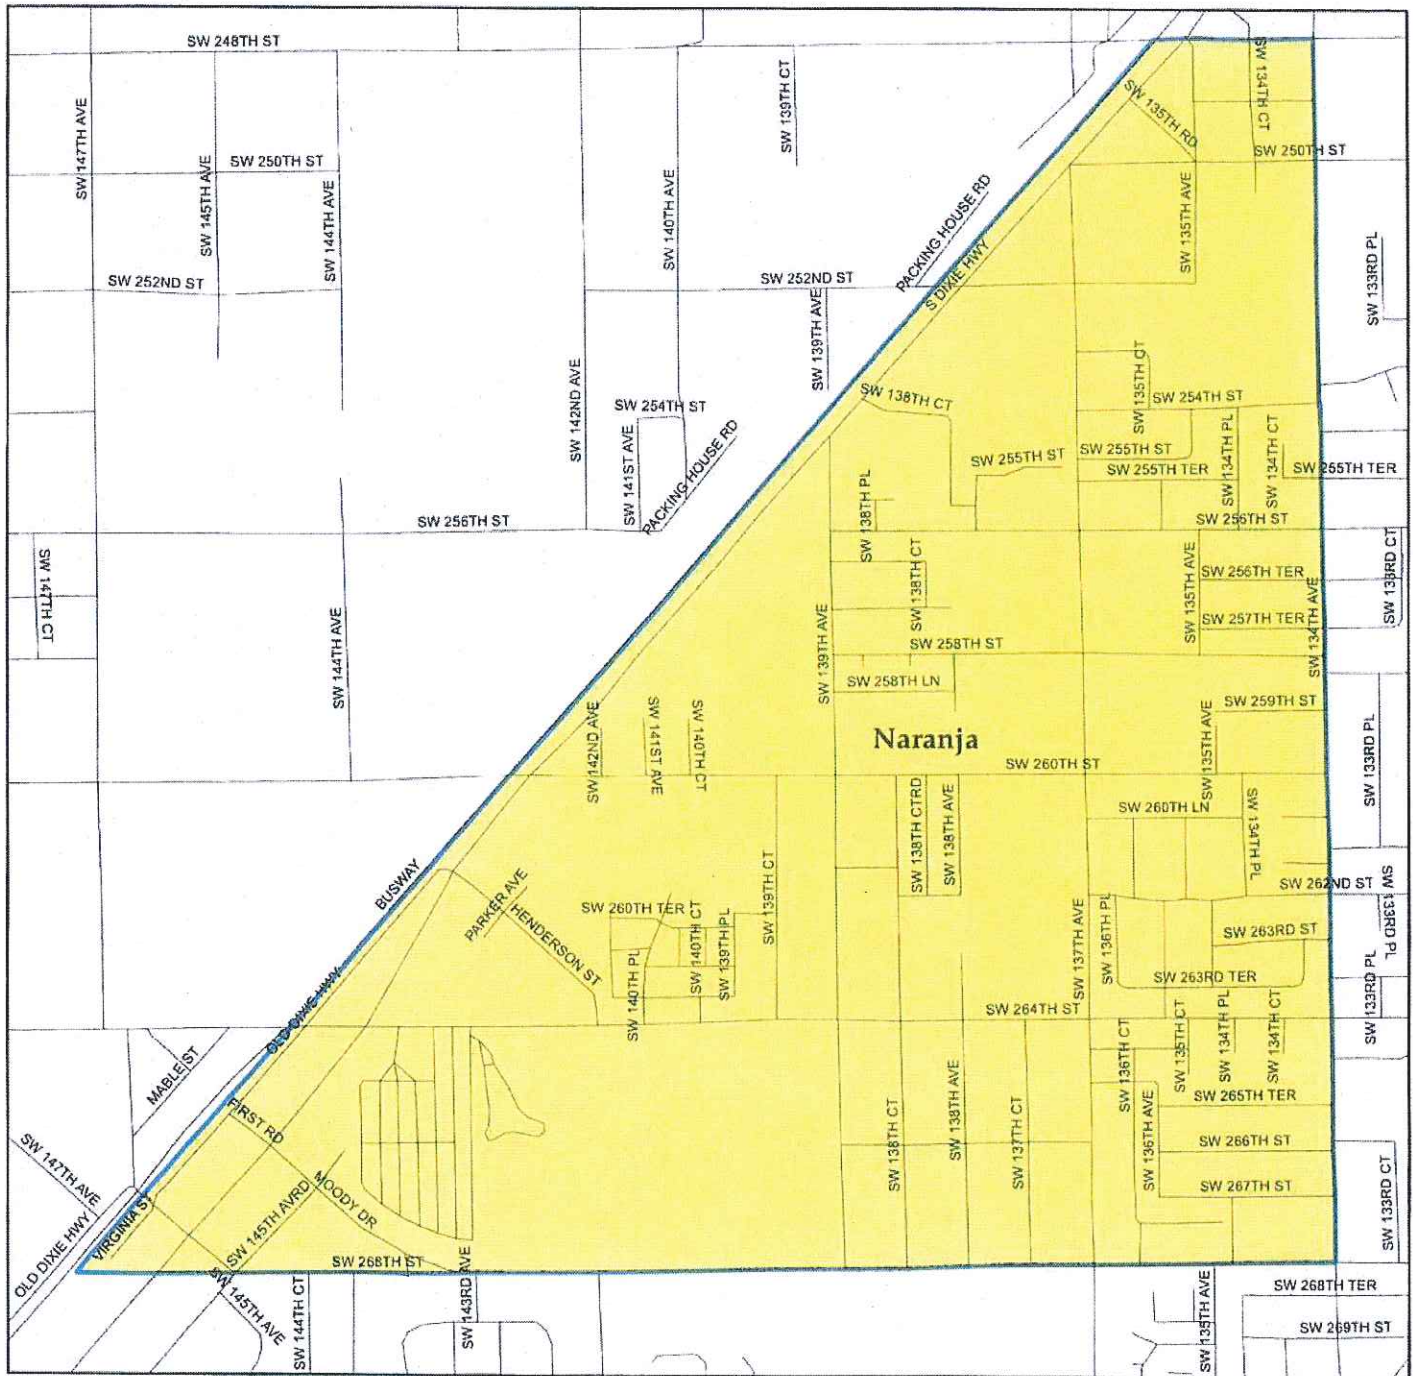 SW 248TH ST
SW 134TH CT
SW 139TH CT
SW 147TH AVE
SW 135TH RD
SW 250TH ST
SW 250TH ST
SW 145TH AVE
SW 144TH AVE
SW 140TH AVE
SW 135TH AVE
PACKING HOUSE RD
S DIXIE HWY
SW 133RD PL
SW 252ND ST
SW 252ND ST
SW 139TH AVE
SW 142ND AVE
SW 135TH CT
SW 138TH CT
SW 254TH ST
SW 254TH ST
SW 141ST AVE
PACKING HOUSE RD
SW 255TH ST
SW 255TH ST
SW 134TH PL
SW 134TH CT
SW 255TH TER
SW 255TH TER
SW 138TH PL
SW 256TH ST
SW 256TH ST
SW 147TH CT
SW 138TH CT
SW 135TH AVE
SW 256TH TER
SW 133RD CT
SW 257TH TER
SW 134TH AVE
SW 144TH AVE
SW 139TH AVE
SW 258TH ST
SW 258TH LN
SW 259TH ST
SW 142ND AVE
SW 141ST AVE
SW 140TH CT
Naranja
SW 135TH AVE
SW 133RD PL
SW 260TH ST
SW 260TH LN
SW 138TH CTRD
SW 138TH AVE
SW 134TH PL
BUSWAY
SW 139TH CT
SW 262ND ST
SW 133RD PL
PARKER AVE
HENDERSON ST
SW 260TH TER
SW 140TH CT
SW 139TH PL
SW 137TH AVE
SW 136TH PL
SW 263RD ST
SW 140TH PL
SW 263RD TER
SW 133RD PL
OLD DIXIE HWY
SW 264TH ST
MABLE ST
SW 136TH CT
SW 135TH CT
SW 134TH PL
SW 134TH CT
FIRST RD
SW 265TH TER
SW 138TH CT
SW 138TH AVE
SW 137TH CT
SW 136TH AVE
SW 266TH ST
SW 147TH AVE
MOODY DR
SW 267TH ST
SW 133RD CT
OLD DIXIE HWY
VIRGINIA ST
SW 145TH AVRD
SW 268TH ST
SW 145TH AVE
SW 144TH CT
SW 143RD AVE
SW 135TH AVE
SW 268TH TER
SW 269TH ST